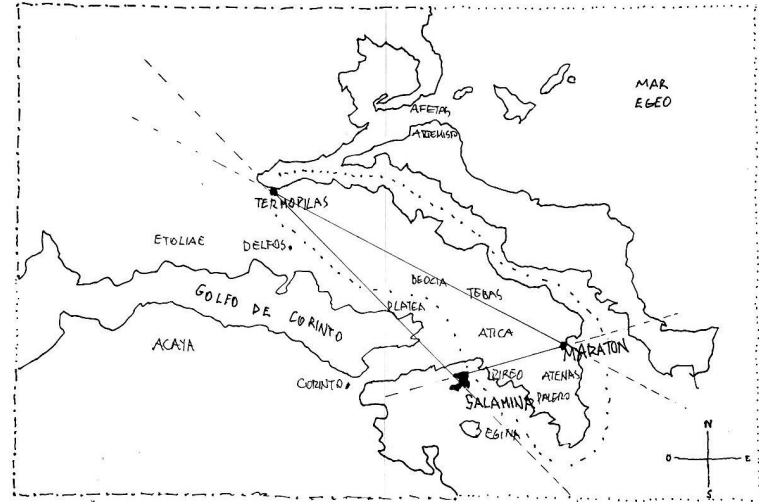 MAR
EGEO
AFETAS
ARTEMISIO
TERMOPILAS
ETOLIAE
DELFOS
BEOCIA
TEBAS
GOLFO DE CORINTO
PLATEA
ATICA
ACAYA
MARATON
PIREO
ATENAS
CORINTO
SALAMINA
FALERO
EGINA
N
O
E
S